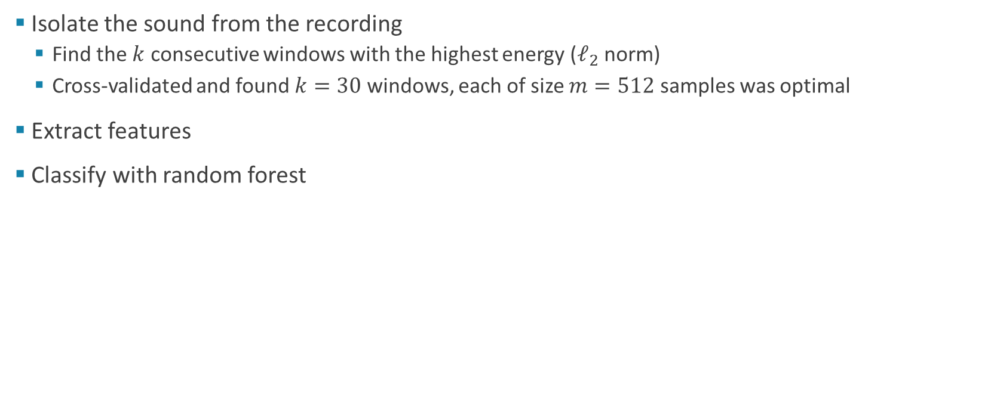 ▪ Isolate the sound from the recording
▪ Find the k consecutive windows with the highest energy (ℓ₂ norm)
▪ Cross-validated and found k = 30 windows, each of size m = 512 samples was optimal
▪ Extract features
▪ Classify with random forest